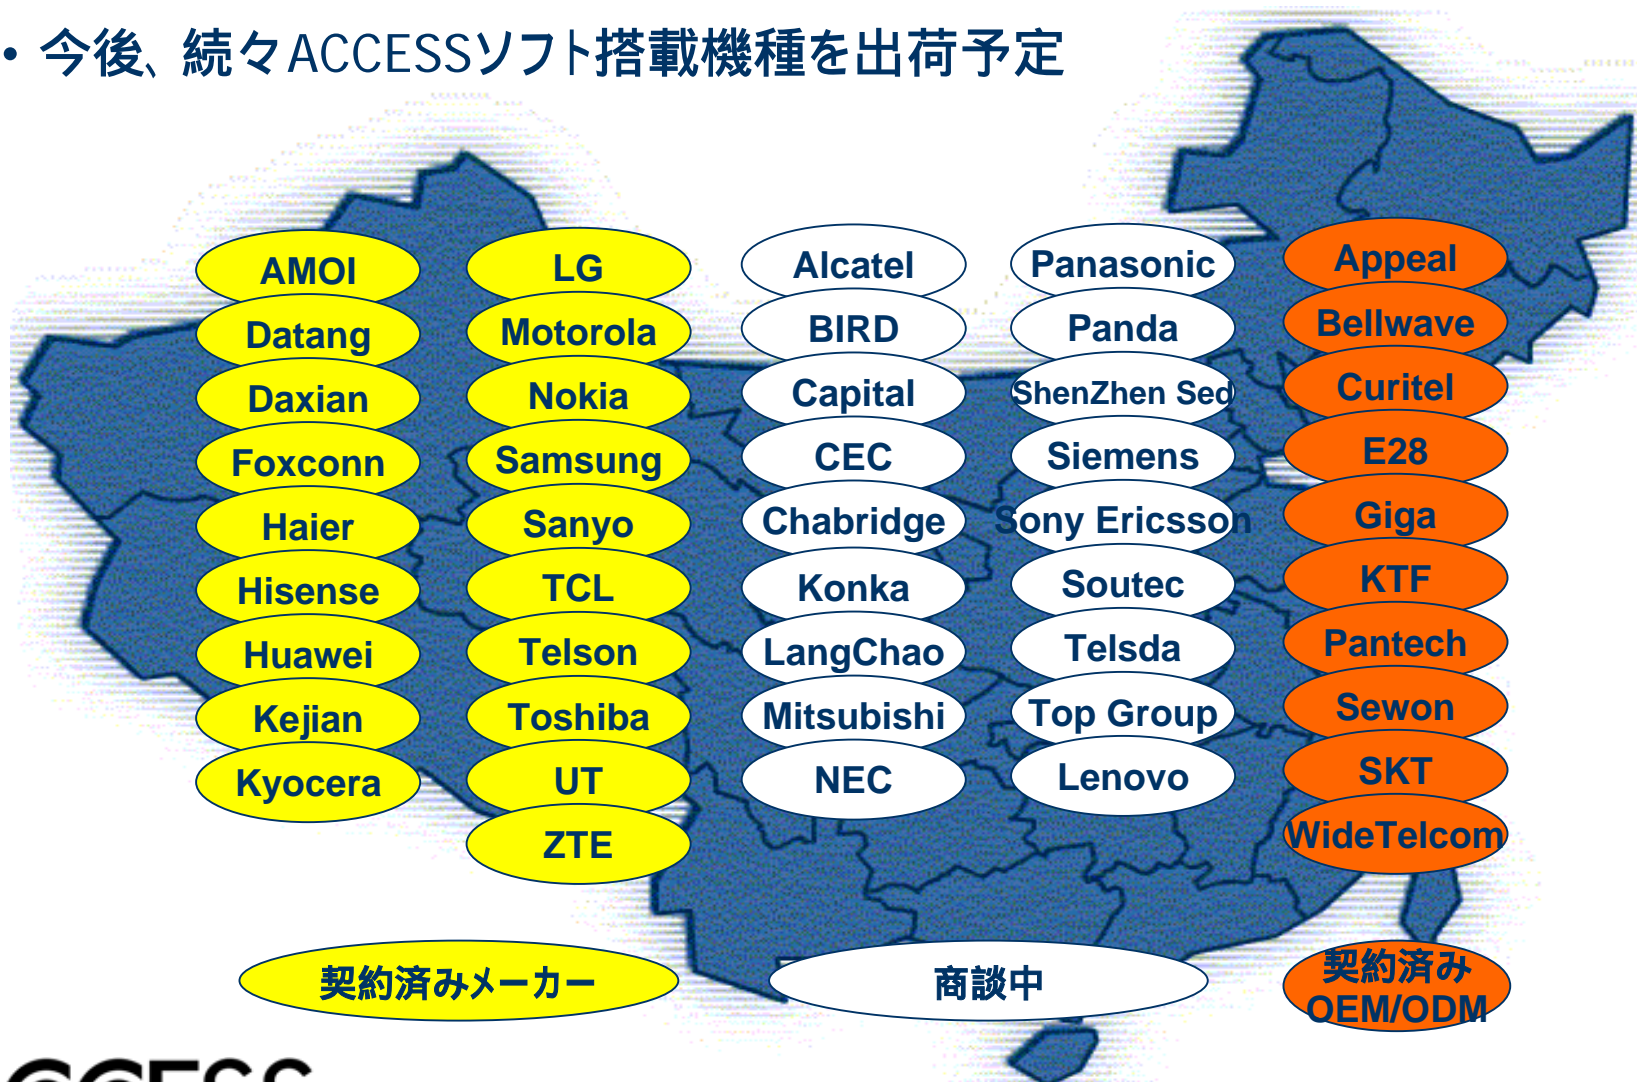 • 今後、続々ACCESSソフト搭載機種を出荷予定
AMOI
Datang
Daxian
Foxconn
Haier
Hisense
Huawei
Kejian
Kyocera
LG
Motorola
Nokia
Samsung
Sanyo
TCL
Telson
Toshiba
UT
ZTE
Alcatel
BIRD
Capital
CEC
Chabridge
Konka
LangChao
Mitsubishi
NEC
Panasonic
Panda
ShenZhen Sed
Siemens
Sony Ericsson
Soutec
Telsda
Top Group
Lenovo
Appeal
Bellwave
Curitel
E28
Giga
KTF
Pantech
Sewon
SKT
WideTelcom
契約済みメーカー
商談中
契約済み
OEM/ODM
ACCESS